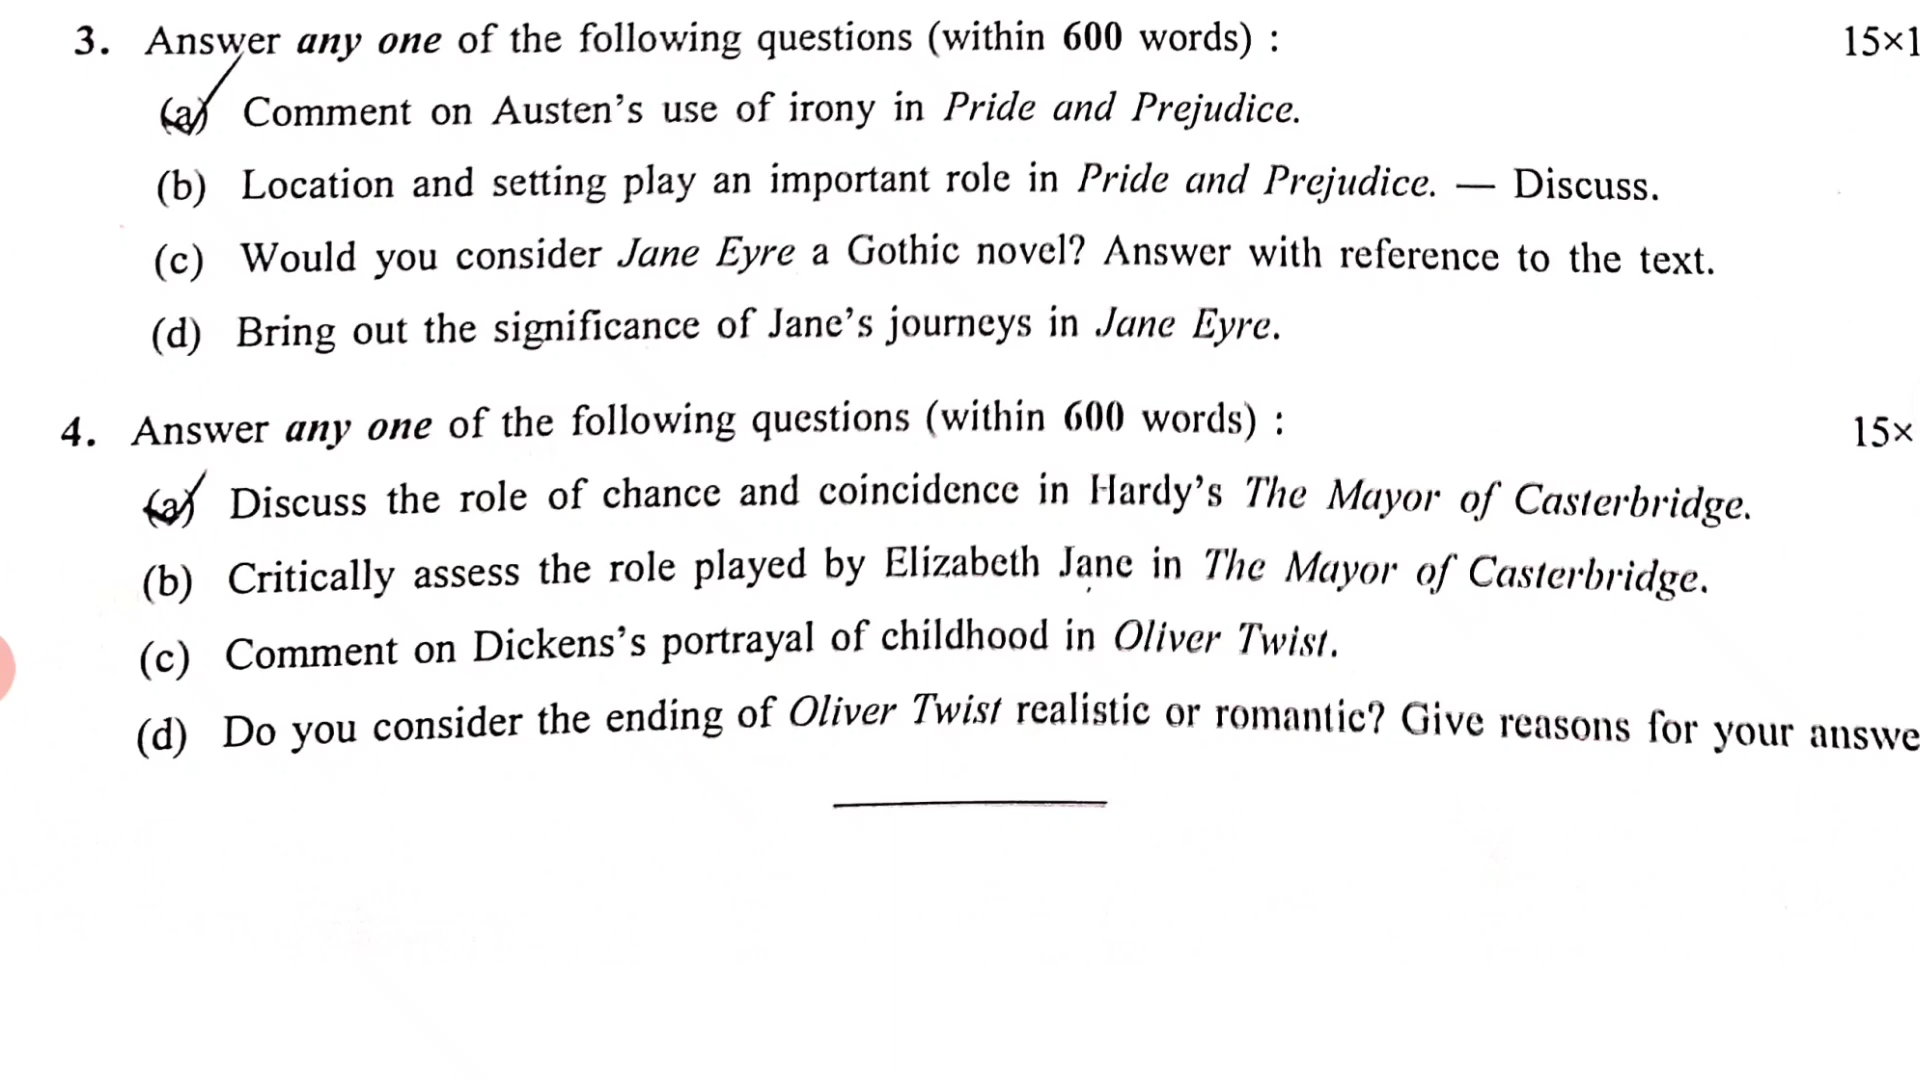 3. Answer any one of the following questions (within 600 words) : 15×1
(a) Comment on Austen's use of irony in Pride and Prejudice.
(b) Location and setting play an important role in Pride and Prejudice. — Discuss.
(c) Would you consider Jane Eyre a Gothic novel? Answer with reference to the text.
(d) Bring out the significance of Jane's journeys in Jane Eyre.
4. Answer any one of the following questions (within 600 words) : 15×
(a) Discuss the role of chance and coincidence in Hardy's The Mayor of Casterbridge.
(b) Critically assess the role played by Elizabeth Jane in The Mayor of Casterbridge.
(c) Comment on Dickens's portrayal of childhood in Oliver Twist.
(d) Do you consider the ending of Oliver Twist realistic or romantic? Give reasons for your answe